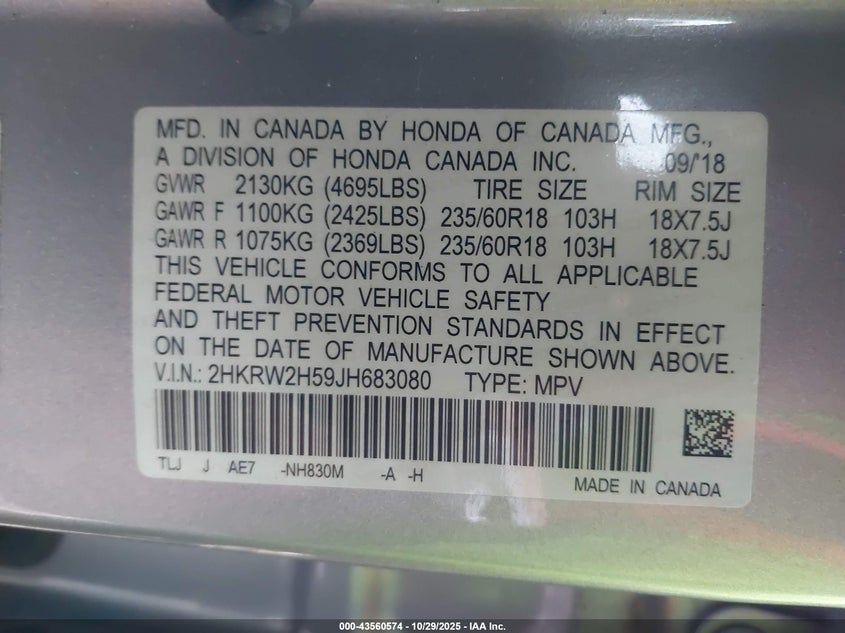 MFD. IN CANADA BY HONDA OF CANADA MFG.,
A DIVISION OF HONDA CANADA INC. 09/'18
GVWR 2130KG (4695LBS) TIRE SIZE RIM SIZE
GAWR F 1100KG (2425LBS) 235/60R18 103H 18X7.5J
GAWR R 1075KG (2369LBS) 235/60R18 103H 18X7.5J
THIS VEHICLE CONFORMS TO ALL APPLICABLE
FEDERAL MOTOR VEHICLE SAFETY
AND THEFT PREVENTION STANDARDS IN EFFECT
ON THE DATE OF MANUFACTURE SHOWN ABOVE.
V.I.N.: 2HKRW2H59JH683080 TYPE: MPV
TLJ J AE7 -NH830M -A -H
MADE IN CANADA
000-43560574 | 10/29/2025 - IAA Inc.